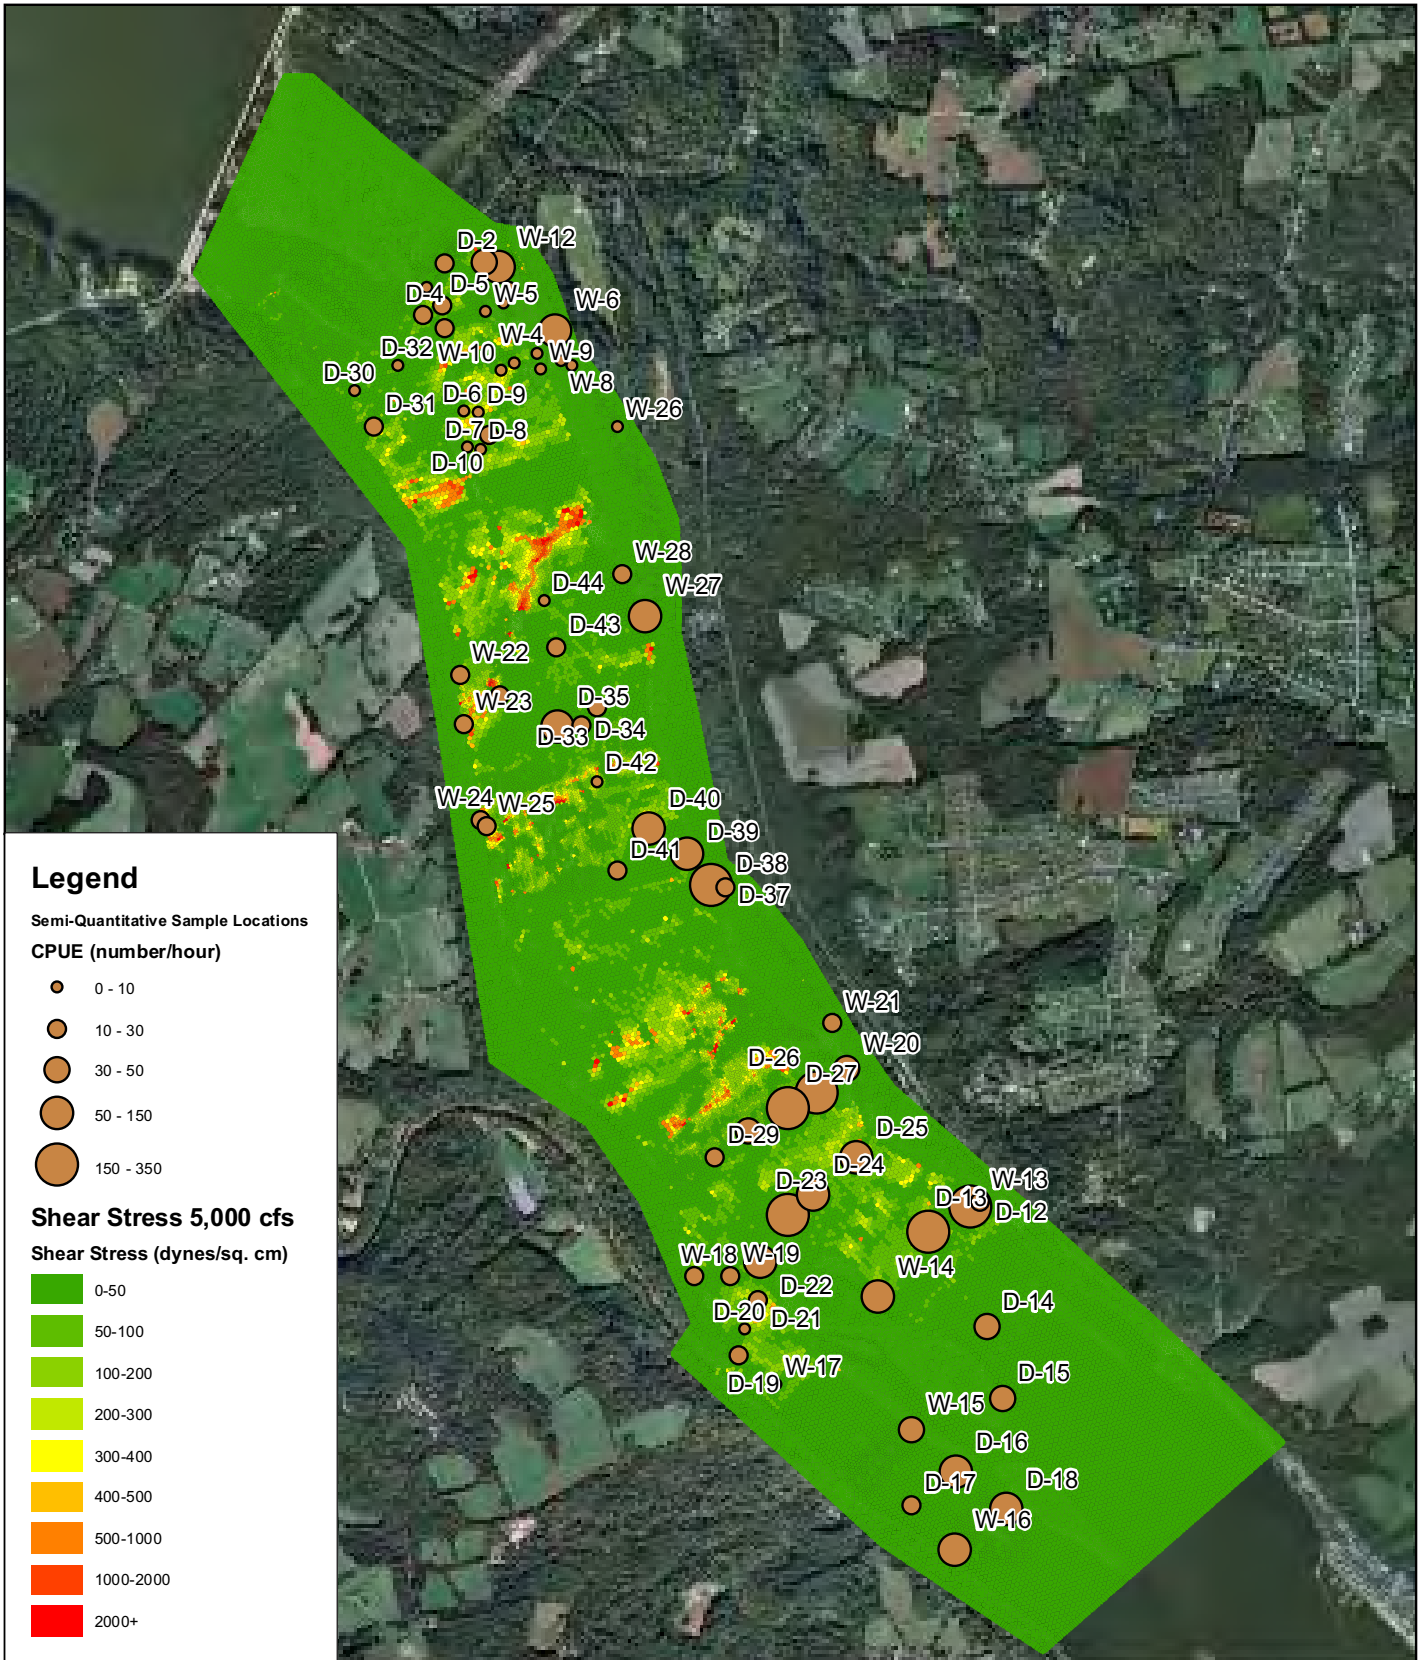 D-2
W-12
D-5
D-4
W-5
W-6
W-4
D-32
W-10
W-9
D-30
W-8
D-6
D-9
D-31
W-26
D-7
D-8
D-10
W-28
D-44
W-27
D-43
W-22
D-35
W-23
D-33
D-34
D-42
W-24
W-25
D-40
D-39
D-41
D-38
D-37
W-21
W-20
D-26
D-27
D-29
D-25
D-24
D-23
W-13
D-13
D-12
W-18
W-19
W-14
D-22
D-20
D-21
D-14
W-17
D-19
D-15
W-15
D-16
D-17
D-18
W-16
Legend
Semi-Quantitative Sample Locations
CPUE (number/hour)
0 - 10
10 - 30
30 - 50
50 - 150
150 - 350
Shear Stress 5,000 cfs
Shear Stress (dynes/sq. cm)
0-50
50-100
100-200
200-300
300-400
400-500
500-1000
1000-2000
2000+